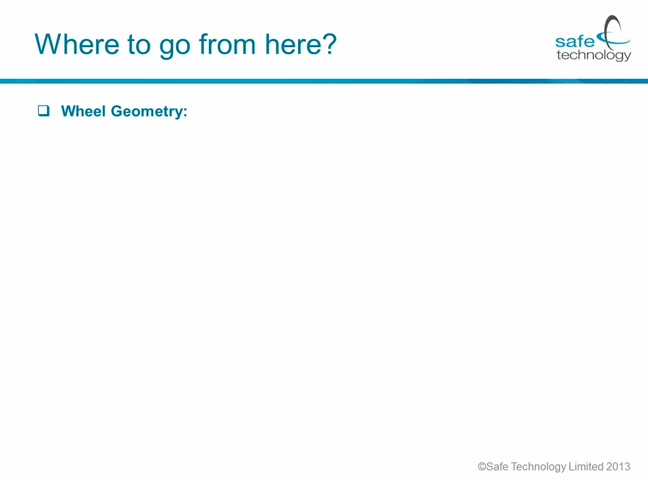 Where to go from here?
safe
technology
Wheel Geometry:
©Safe Technology Limited 2013